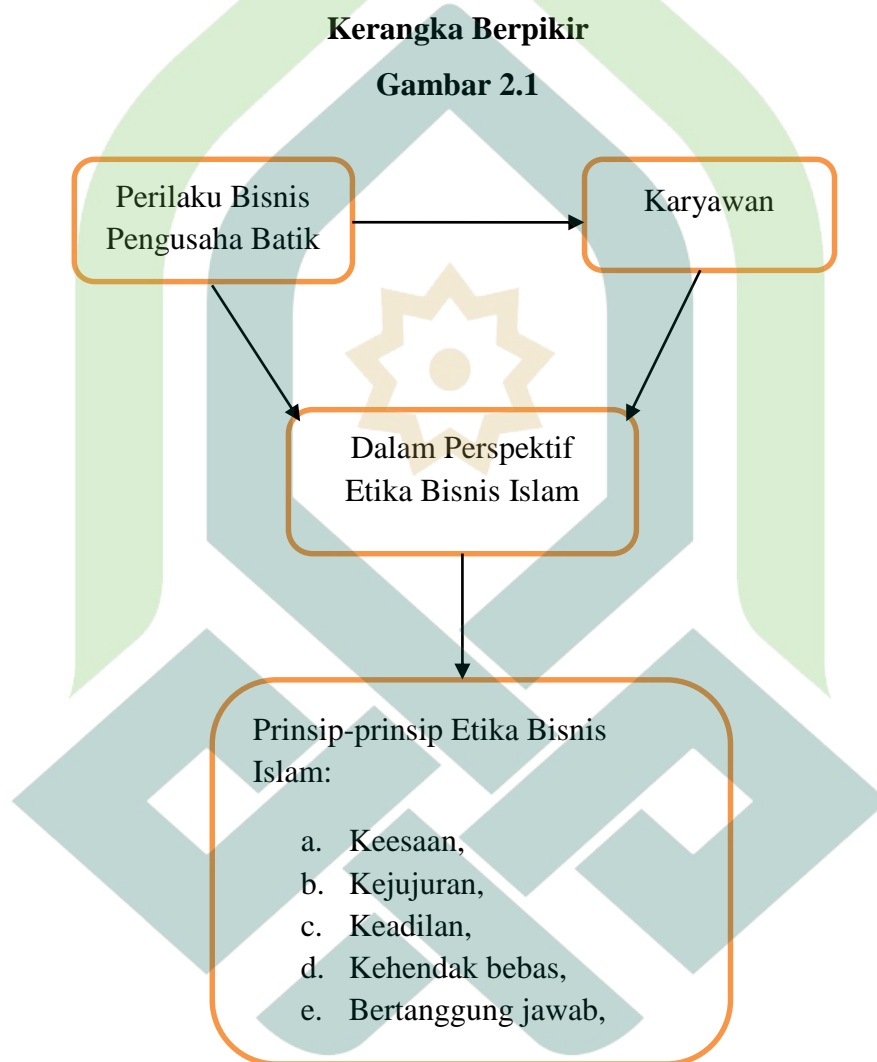 Kerangka Berpikir
Gambar 2.1
Perilaku Bisnis
Pengusaha Batik
Karyawan
Dalam Perspektif
Etika Bisnis Islam
Prinsip-prinsip Etika Bisnis
Islam:
a. Keesaan,
b. Kejujuran,
c. Keadilan,
d. Kehendak bebas,
e. Bertanggung jawab,